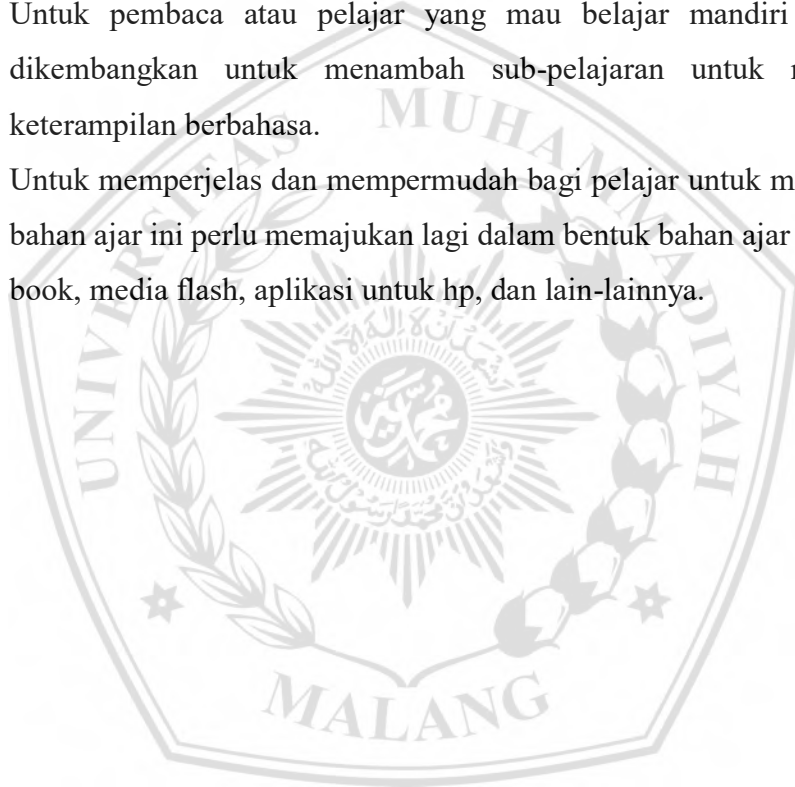 Untuk pembaca atau pelajar yang mau belajar mandiri
dikembangkan untuk menambah sub-pelajaran untuk
keterampilan berbahasa.
Untuk memperjelas dan mempermudah bagi pelajar untuk
bahan ajar ini perlu memajukan lagi dalam bentuk bahan ajar
book, media flash, aplikasi untuk hp, dan lain-lainnya.
UNIVERSITAS MUHAMMADIYAH
MALANG